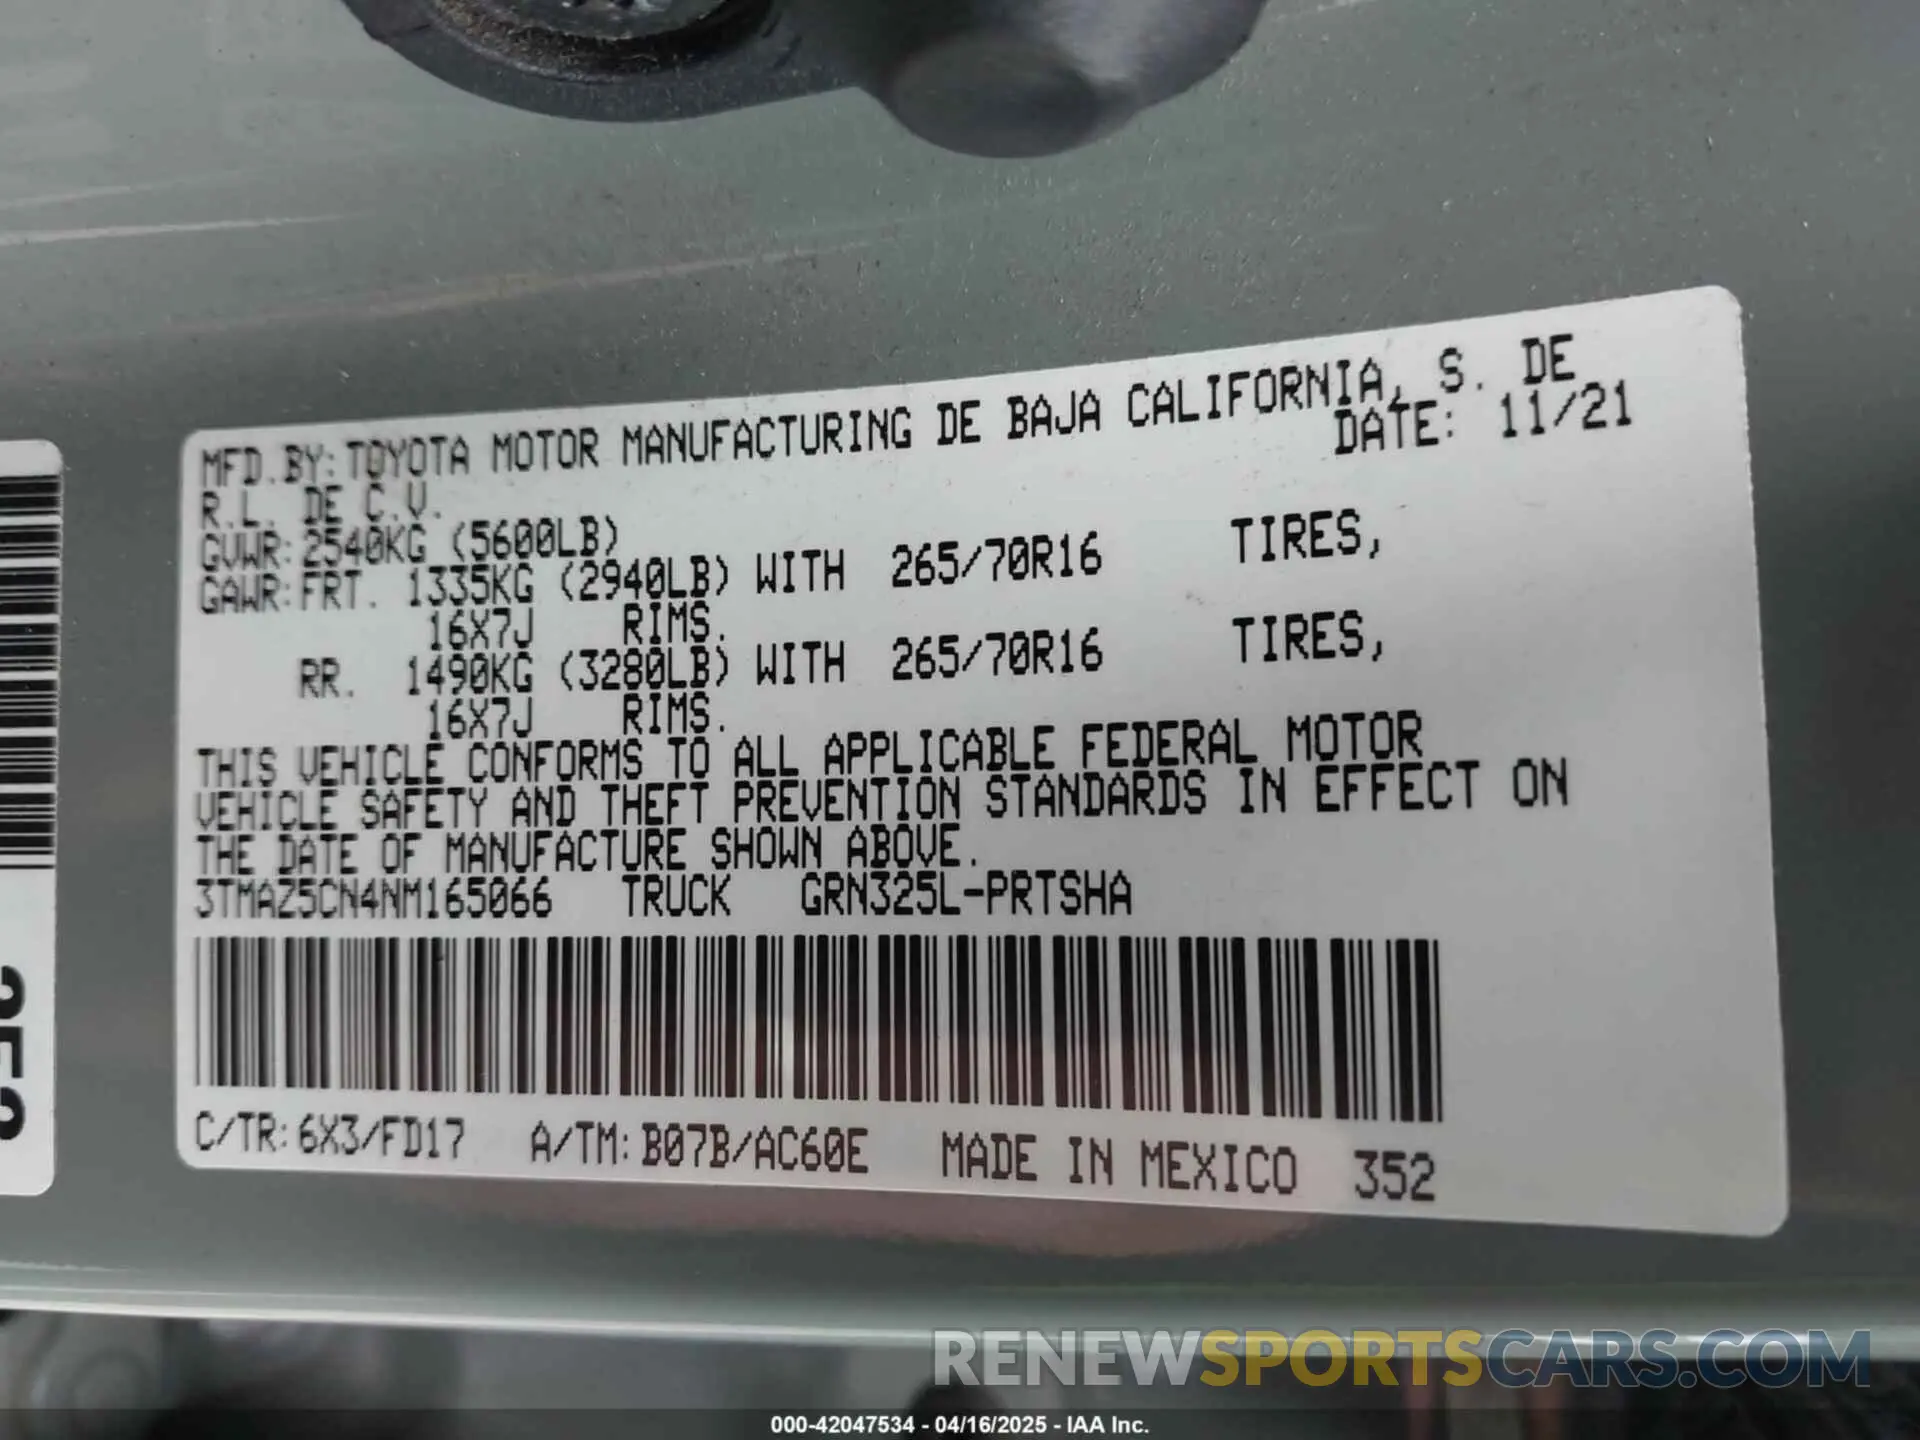 MFD.BY:TOYOTA MOTOR MANUFACTURING DE BAJA CALIFORNIA, S. DE
R.L. DE C.V. DATE: 11/21
GVWR:2540KG (5600LB)
GAWR:FRT. 1335KG (2940LB) WITH 265/70R16 TIRES,
16X7J RIMS.
RR. 1490KG (3280LB) WITH 265/70R16 TIRES,
16X7J RIMS.
THIS VEHICLE CONFORMS TO ALL APPLICABLE FEDERAL MOTOR
VEHICLE SAFETY AND THEFT PREVENTION STANDARDS IN EFFECT ON
THE DATE OF MANUFACTURE SHOWN ABOVE.
3TMAZ5CN4NM165066 TRUCK GRN325L-PRTSHA
C/TR:6X3/FD17 A/TM:B07B/AC60E MADE IN MEXICO 352
352
RENEWSPORTSCARS.COM
000-42047534 - 04/16/2025 - IAA Inc.